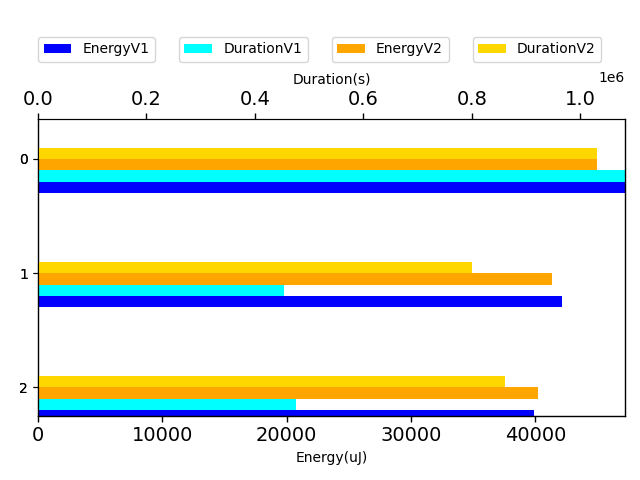 EnergyV1 DurationV1 EnergyV2 DurationV2
Duration(s) 1e6
0.0 0.2 0.4 0.6 0.8 1.0
0
1
2
0 10000 20000 30000 40000
Energy(uJ)